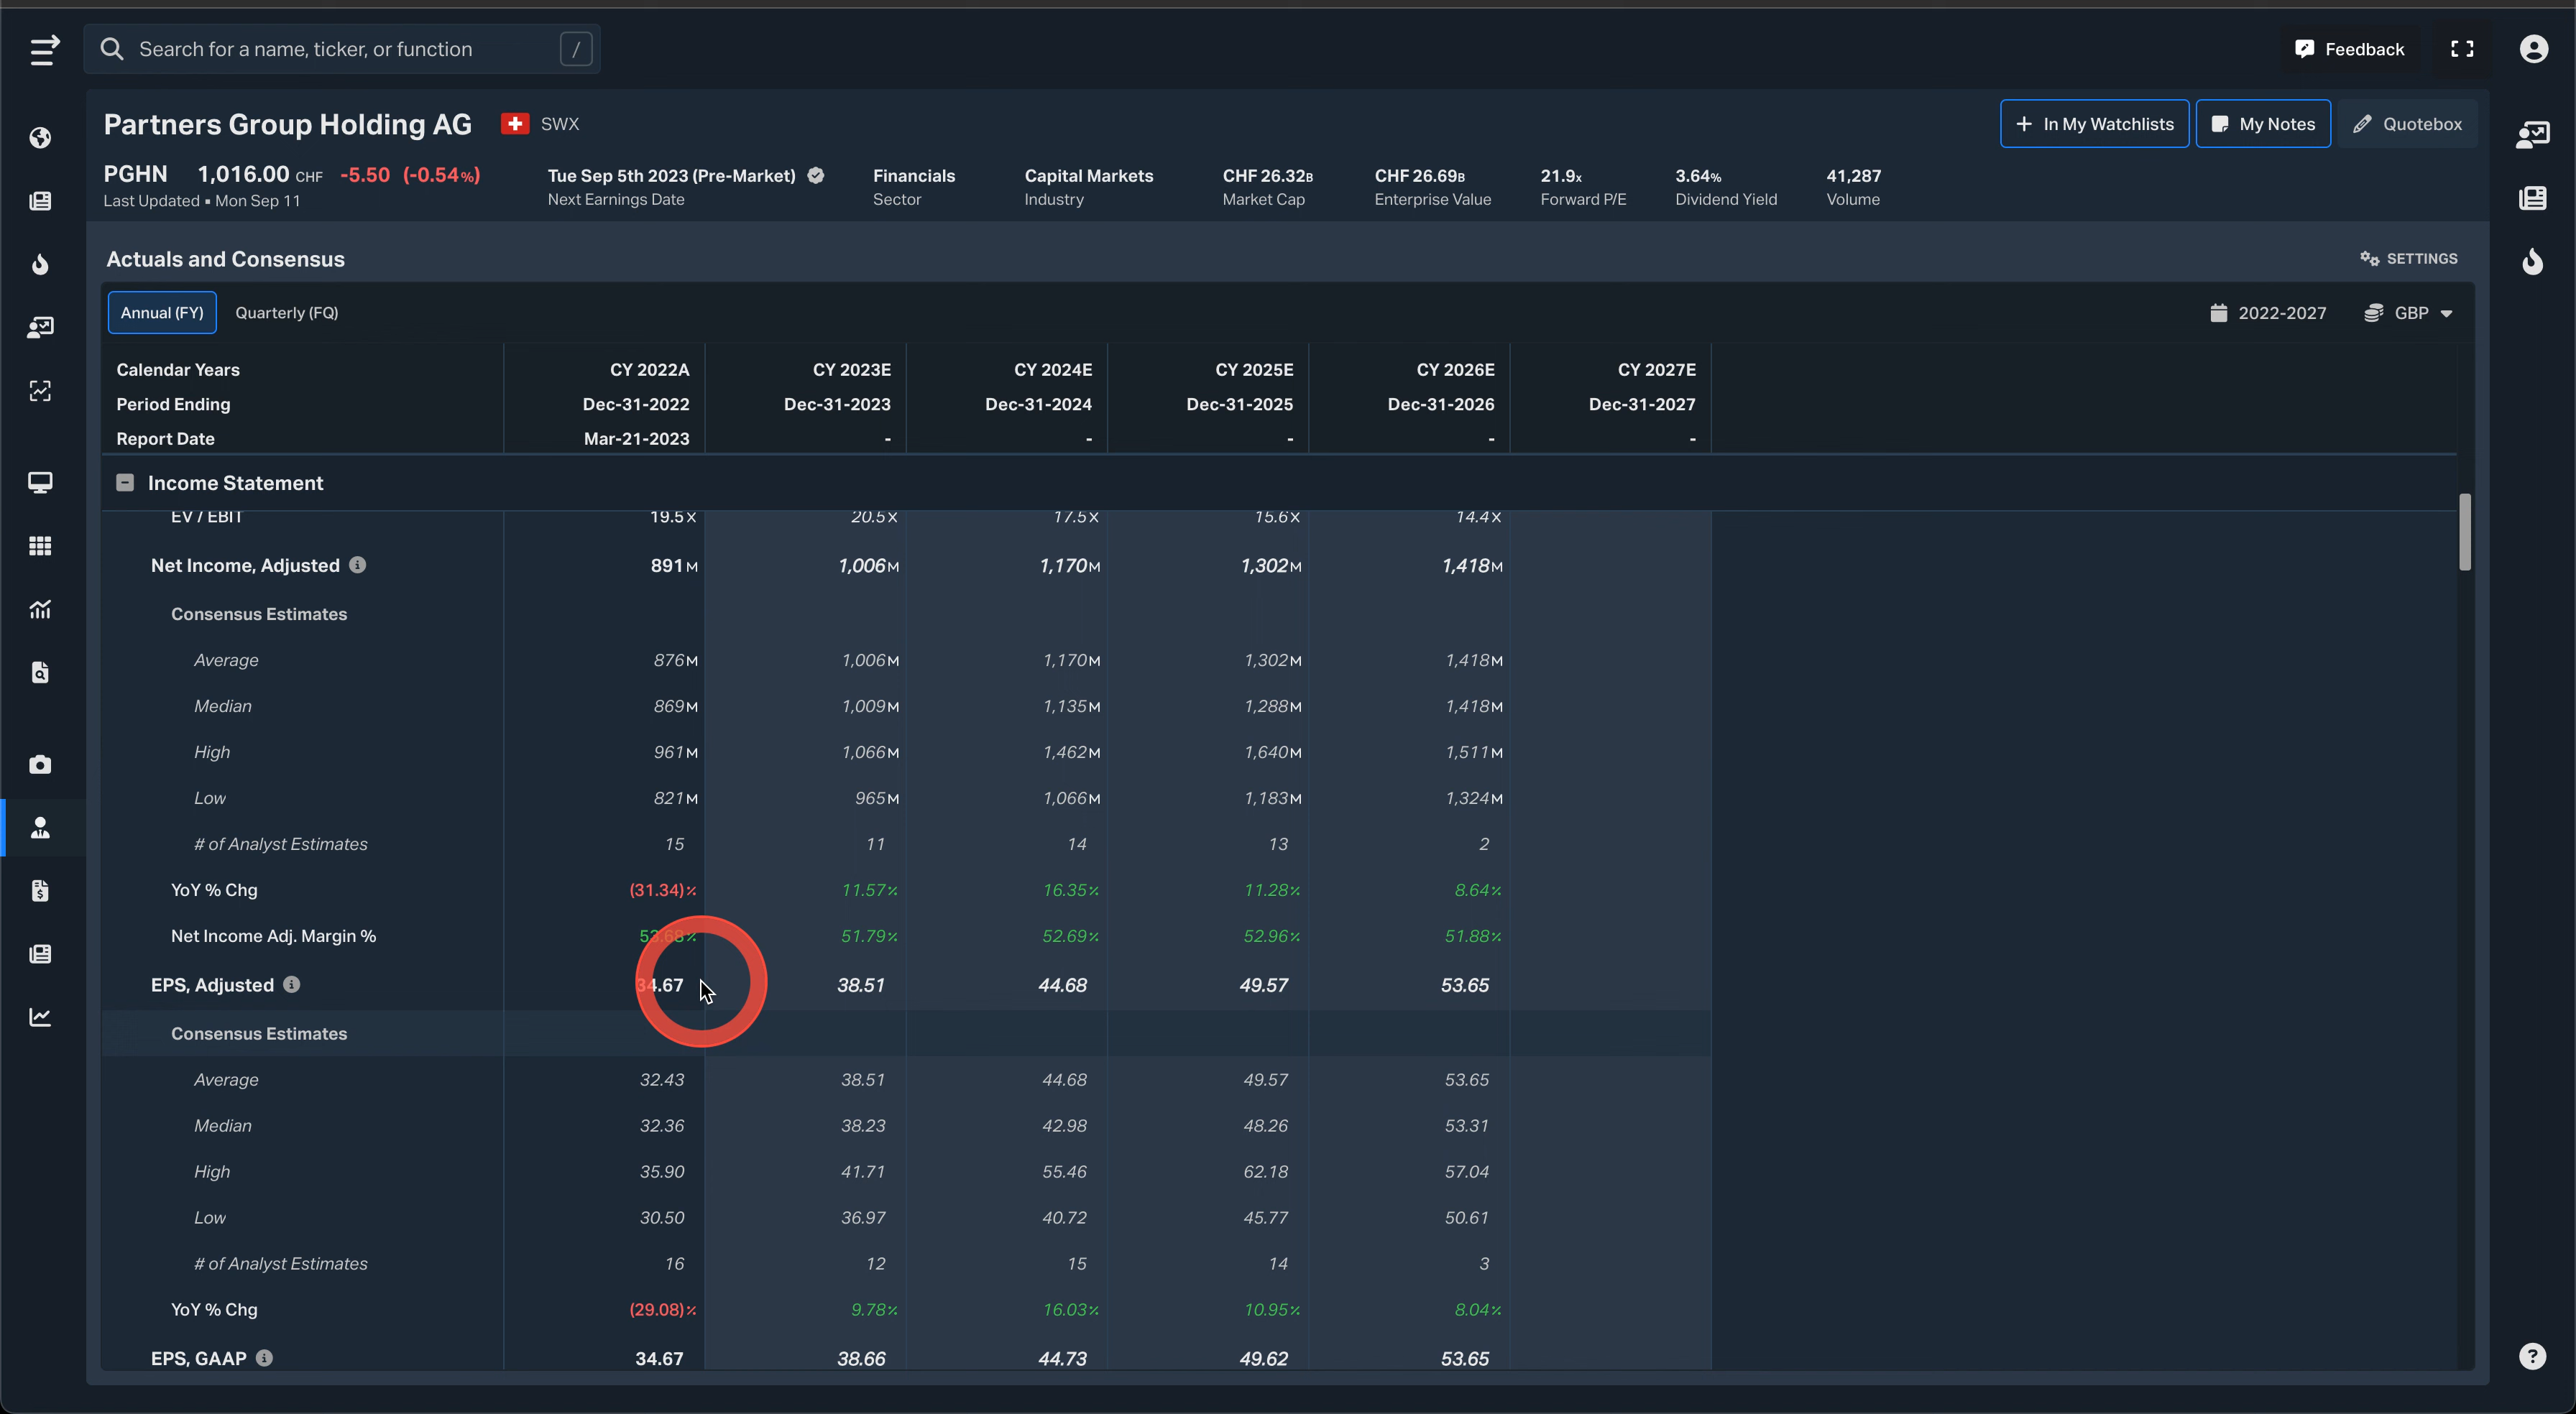 Search for a name, ticker, or function /
Feedback
Partners Group Holding AG SWX
+ In My Watchlists My Notes Quotebox
PGHN 1,016.00 CHF -5.50 (-0.54%)
Last Updated ▪ Mon Sep 11
Tue Sep 5th 2023 (Pre-Market)
Next Earnings Date
Financials
Sector
Capital Markets
Industry
CHF 26.32B
Market Cap
CHF 26.69B
Enterprise Value
21.9x
Forward P/E
3.64%
Dividend Yield
41,287
Volume
Actuals and Consensus SETTINGS
Annual (FY) Quarterly (FQ) 2022-2027 GBP
Calendar Years CY 2022A CY 2023E CY 2024E CY 2025E CY 2026E CY 2027E
Period Ending Dec-31-2022 Dec-31-2023 Dec-31-2024 Dec-31-2025 Dec-31-2026 Dec-31-2027
Report Date Mar-21-2023 - - - - -
Income Statement
EV / EBIT 19.5x 20.5x 17.5x 15.6x 14.4x
Net Income, Adjusted 891M 1,006M 1,170M 1,302M 1,418M
Consensus Estimates
Average 876M 1,006M 1,170M 1,302M 1,418M
Median 869M 1,009M 1,135M 1,288M 1,418M
High 961M 1,066M 1,462M 1,640M 1,511M
Low 821M 965M 1,066M 1,183M 1,324M
# of Analyst Estimates 15 11 14 13 2
YoY % Chg (31.34)% 11.57% 16.35% 11.28% 8.64%
Net Income Adj. Margin % 53.68% 51.79% 52.69% 52.96% 51.88%
EPS, Adjusted 34.67 38.51 44.68 49.57 53.65
Consensus Estimates
Average 32.43 38.51 44.68 49.57 53.65
Median 32.36 38.23 42.98 48.26 53.31
High 35.90 41.71 55.46 62.18 57.04
Low 30.50 36.97 40.72 45.77 50.61
# of Analyst Estimates 16 12 15 14 3
YoY % Chg (29.08)% 9.78% 16.03% 10.95% 8.04%
EPS, GAAP 34.67 38.66 44.73 49.62 53.65